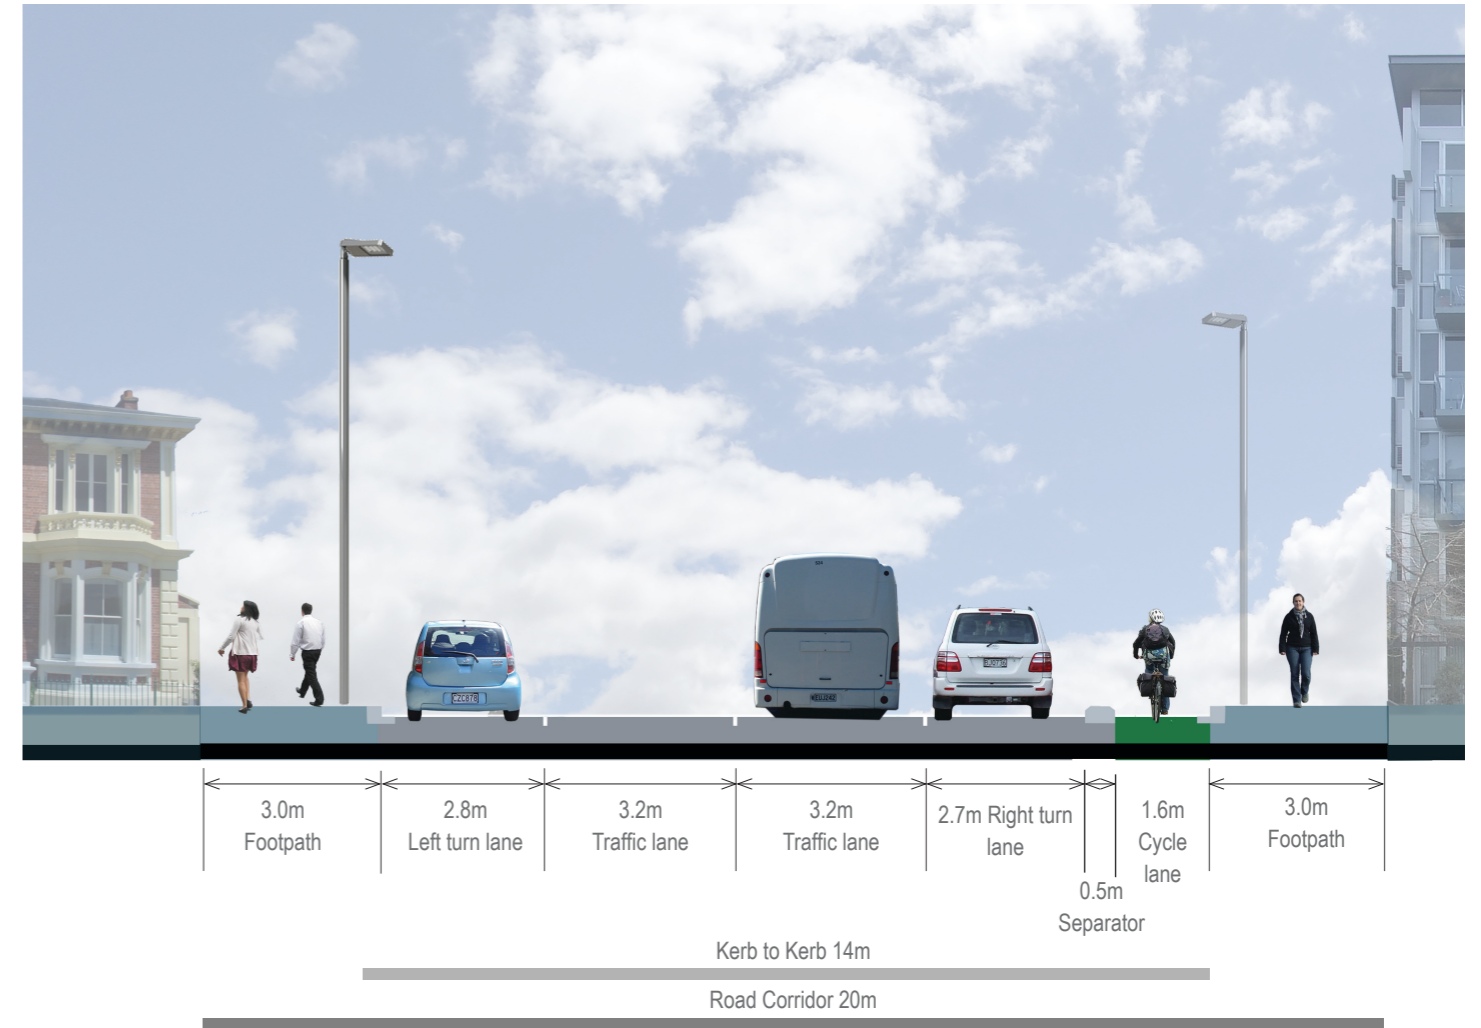 3.0m
Footpath
2.8m
Left turn lane
3.2m
Traffic lane
3.2m
Traffic lane
2.7m Right turn
lane
0.5m
Separator
1.6m
Cycle
lane
3.0m
Footpath
Kerb to Kerb 14m
Road Corridor 20m